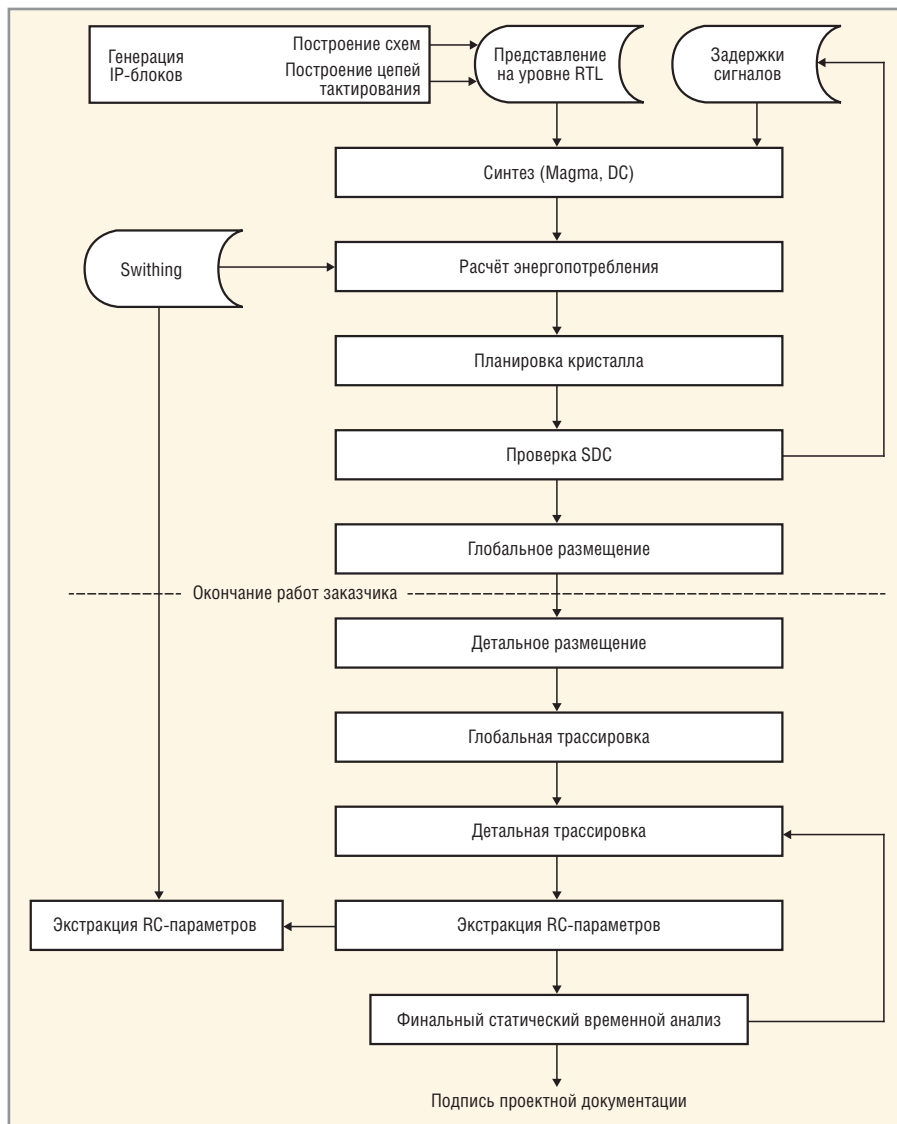 Генерация
IP-блоков
Построение схем
Построение цепей
тактирования
Представление
на уровне RTL
Задержки
сигналов
Синтез (Magma, DC)
Swithing
Расчёт энергопотребления
Планировка кристалла
Проверка SDC
Глобальное размещение
Окончание работ заказчика
Детальное размещение
Глобальная трассировка
Детальная трассировка
Экстракция RC-параметров
Экстракция RC-параметров
Финальный статический временной анализ
Подпись проектной документации